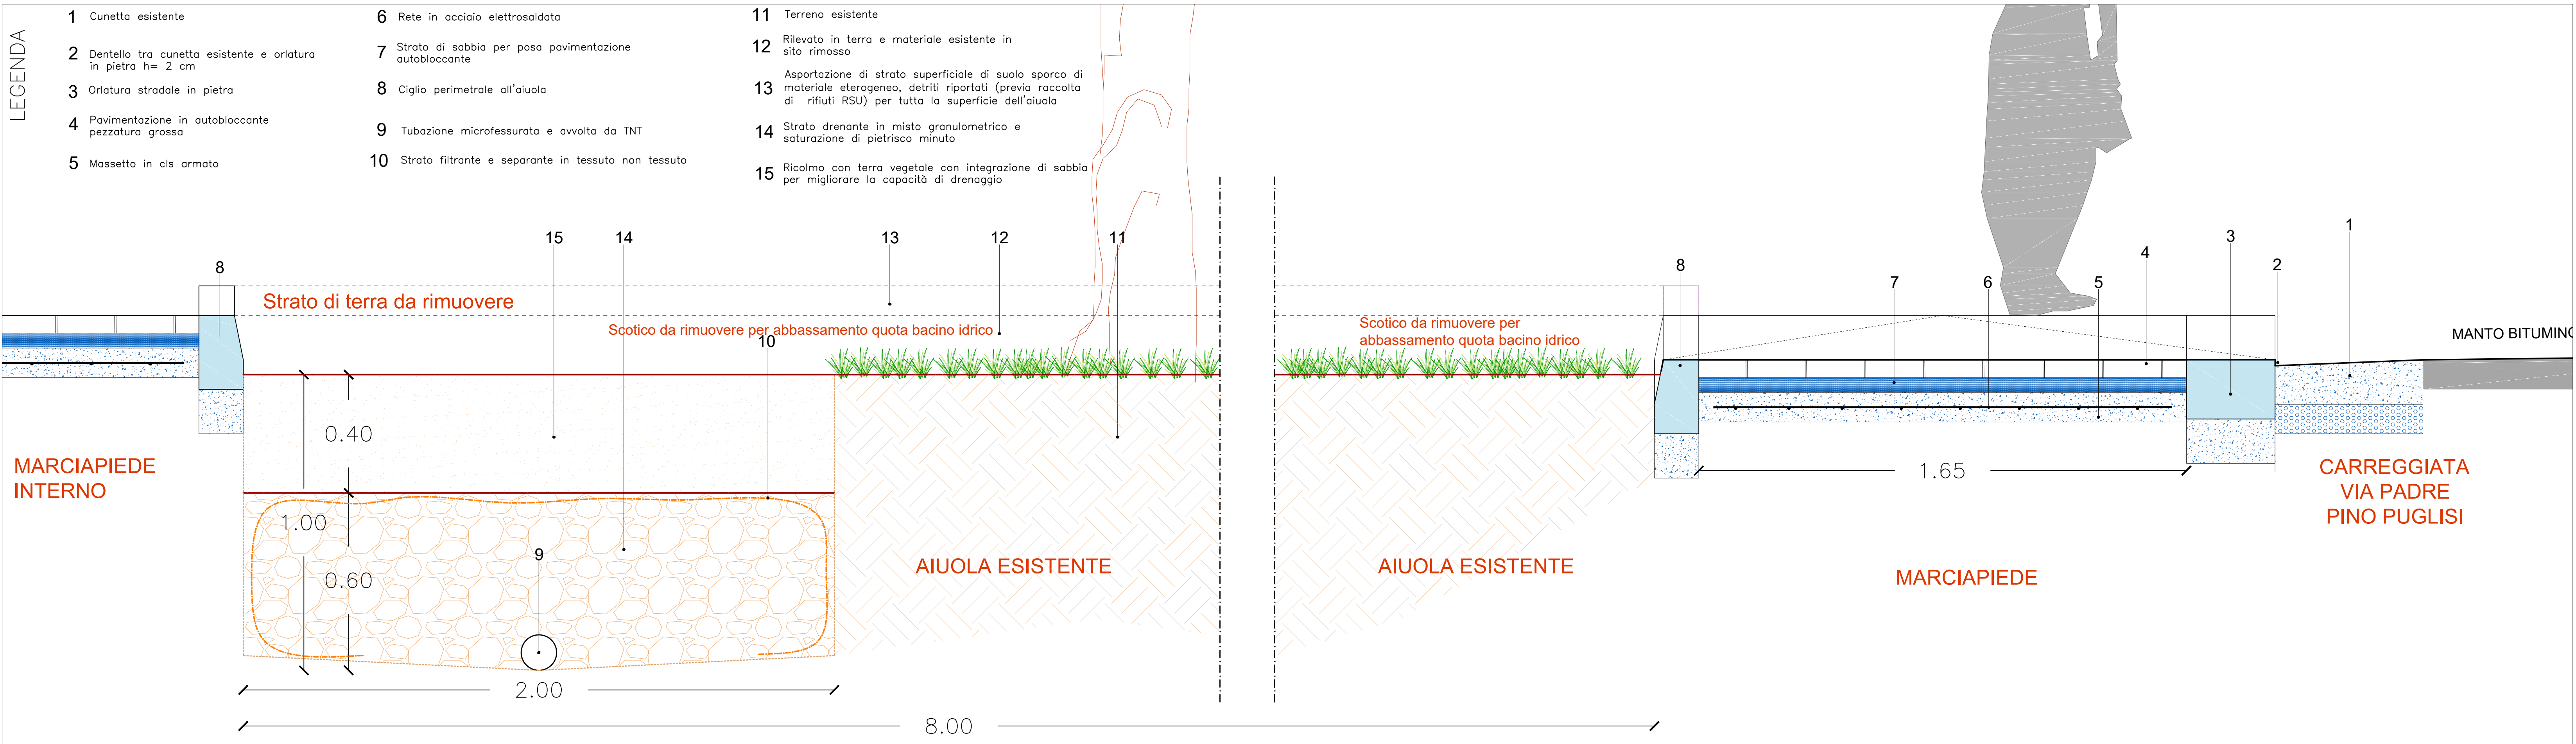 LEGENDA
1 Cunetta esistente
2 Dentello tra cunetta esistente e orlatura
in pietra h= 2 cm
3 Orlatura stradale in pietra
4 Pavimentazione in autobloccante
pezzatura grossa
5 Massetto in cls armato
6 Rete in acciaio elettrosaldata
7 Strato di sabbia per posa pavimentazione
autobloccante
8 Ciglio perimetrale all'aiuola
9 Tubazione microfessurata e avvolta da TNT
10 Strato filtrante e separante in tessuto non tessuto
11 Terreno esistente
12 Rilevato in terra e materiale esistente in
sito rimosso
13 Asportazione di strato superficiale di suolo sporco di
materiale eterogeneo, detriti riportati (previa raccolta
di rifiuti RSU) per tutta la superficie dell'aiuola
14 Strato drenante in misto granulometrico e
saturazione di pietrisco minuto
15 Ricolmo con terra vegetale con integrazione di sabbia
per migliorare la capacità di drenaggio
8
15
14
13
12
11
8
7
6
5
4
3
2
1
Strato di terra da rimuovere
Scotico da rimuovere per abbassamento quota bacino idrico
10
Scotico da rimuovere per
abbassamento quota bacino idrico
MANTO BITUMINO
0.40
1.00
0.60
9
MARCIAPIEDE
INTERNO
AIUOLA ESISTENTE
AIUOLA ESISTENTE
1.65
MARCIAPIEDE
CARREGGIATA
VIA PADRE
PINO PUGLISI
2.00
8.00